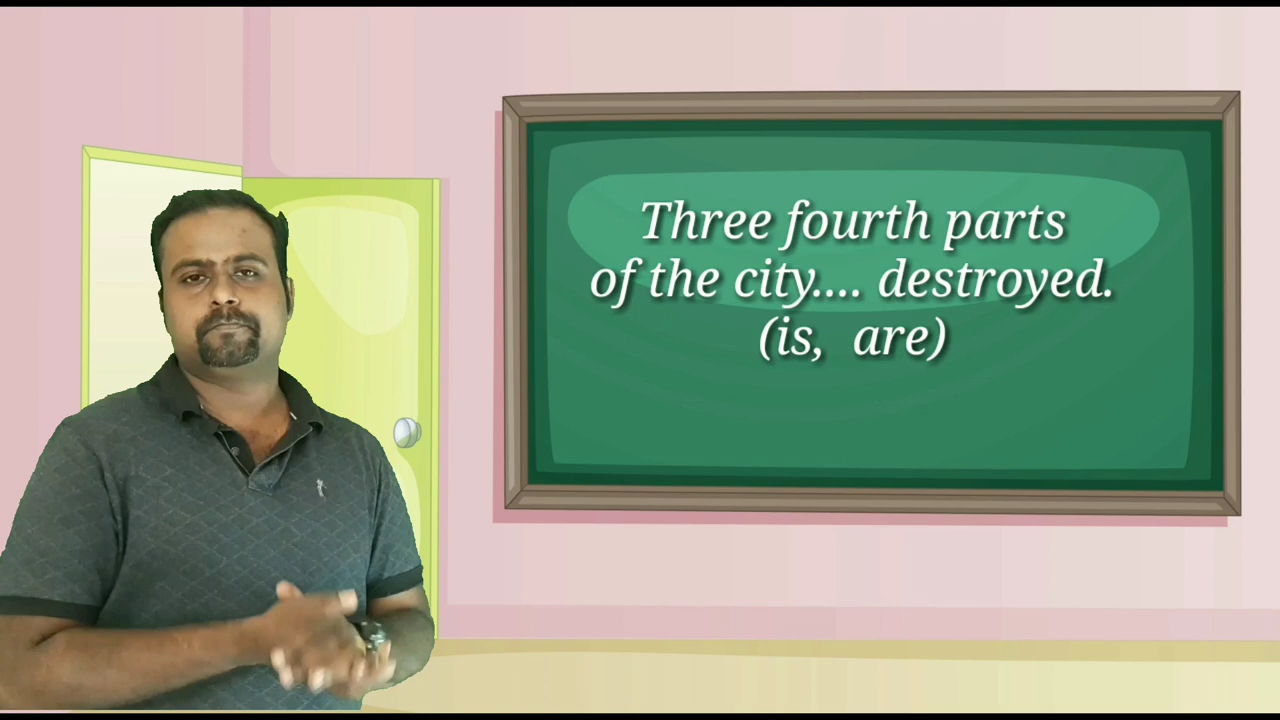 Three fourth parts
of the city.... destroyed.
(is, are)